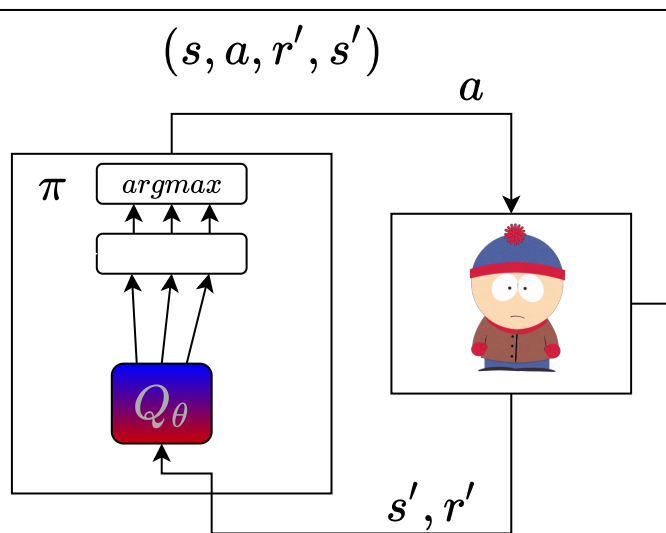 (s, a, r′, s′)
a
π
argmax
Q_θ
s′, r′